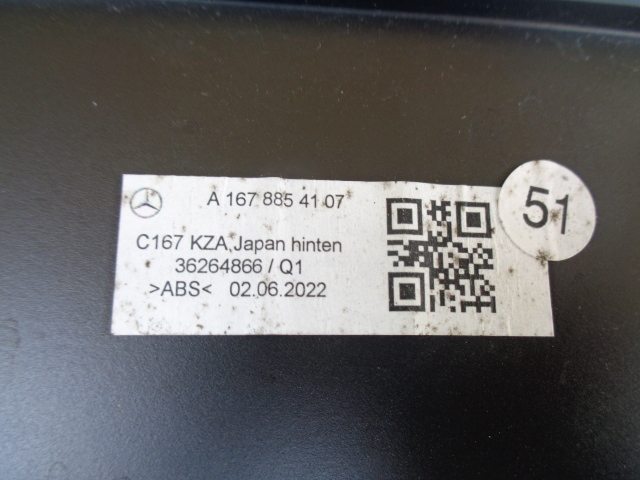 A 167 885 41 07
C167 KZA,Japan hinten
36264866 / Q1
>ABS< 02.06.2022
51